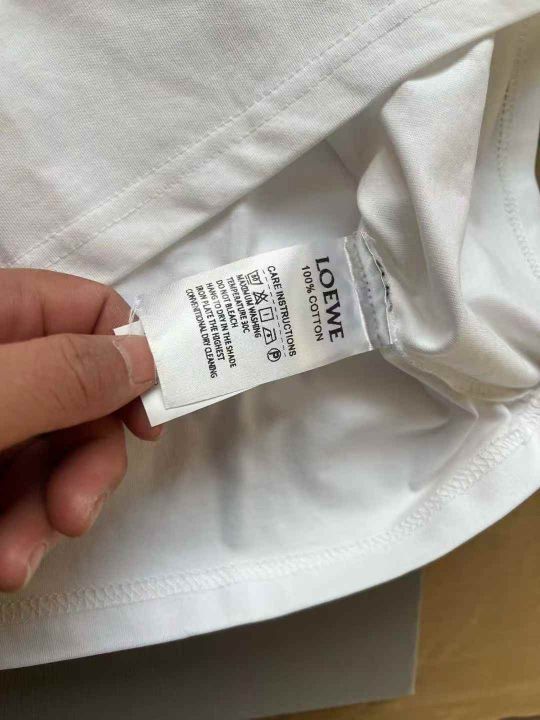 LOEWE
100% COTTON
CARE INSTRUCTIONS
30
P
MAXIMUM WASHING
TEMPERATURE 30C
DO NOT BLEACH
HANG TO DRY IN THE SHADE
IRON PLATE THE HIGHEST
CONVENTIONAL DRY CLEANING